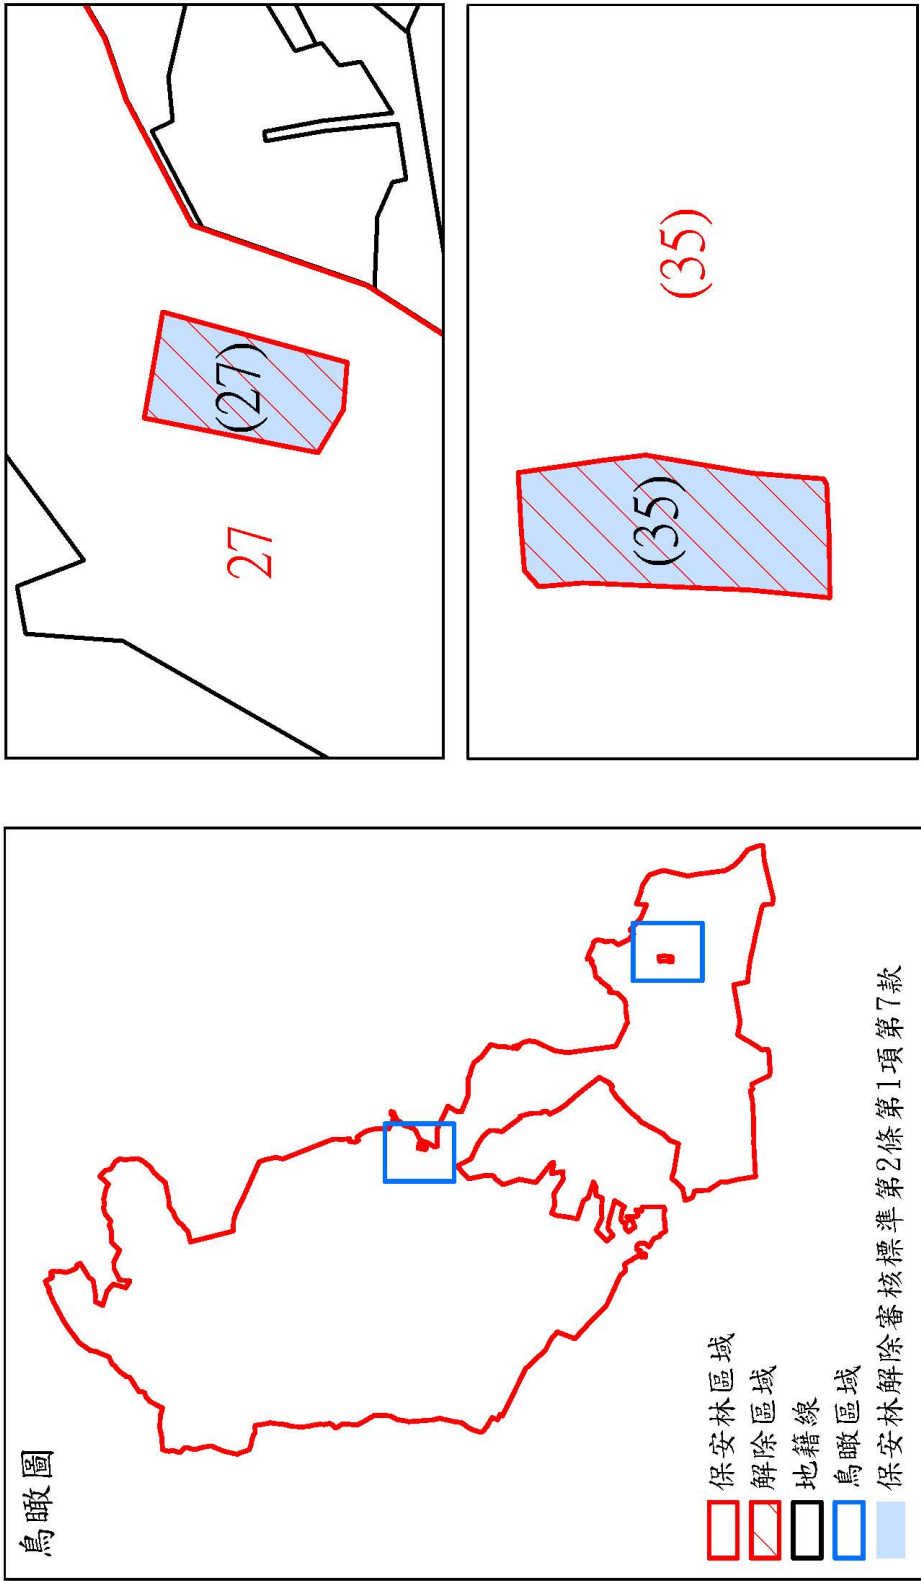 鳥瞰圖
保安林區域
解除區域
地籍線
鳥瞰區域
保安林解除審核標準第2條第1項第7款
27
(27)
(35)
(35)